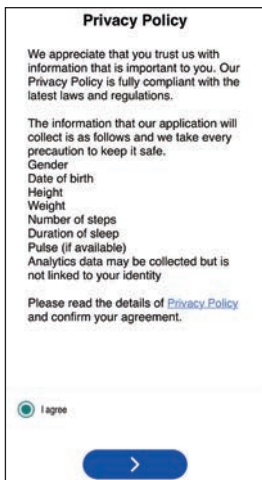 Privacy Policy
We appreciate that you trust us with
information that is important to you. Our
Privacy Policy is fully compliant with the
latest laws and regulations.
The information that our application will
collect is as follows and we take every
precaution to keep it safe.
Gender
Date of birth
Height
Weight
Number of steps
Duration of sleep
Pulse (if available)
Analytics data may be collected but is
not linked to your identity
Please read the details of Privacy Policy
and confirm your agreement.
I agree